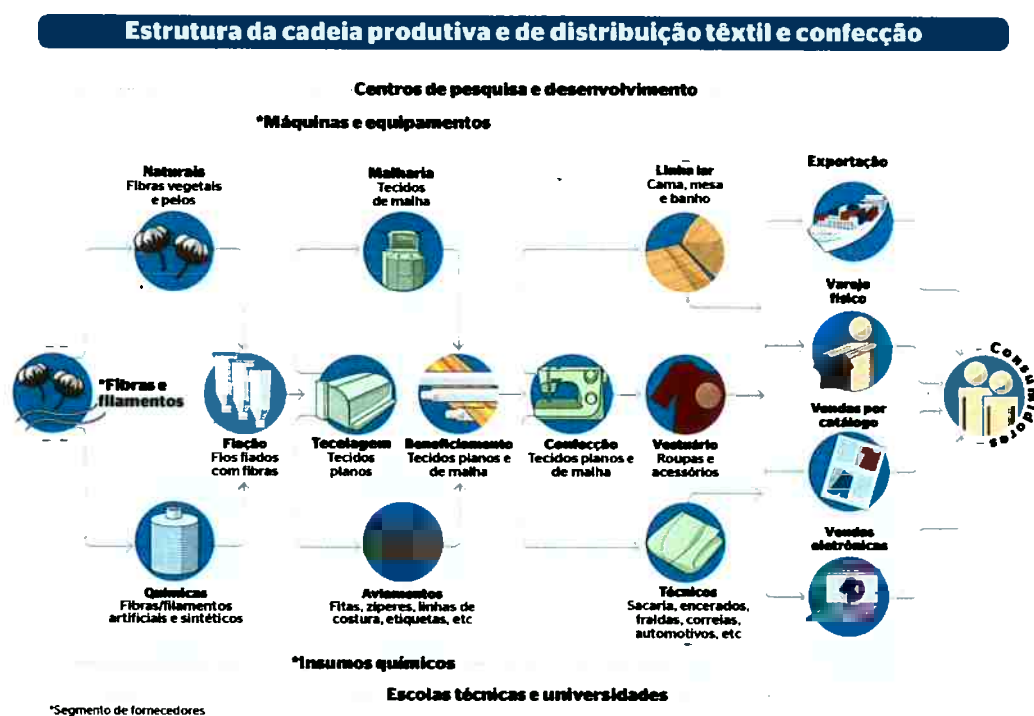 Estrutura da cadeia produtiva e de distribuição têxtil e confecção
Centros de pesquisa e desenvolvimento
*Máquinas e equipamentos
Naturais
Fibras vegetais
e pelos
Malharia
Tecidos
de malha
Linha lar
Cama, mesa
e banho
Exportação
Varejo
físico
*Fibras e
filamentos
Consumidores
Fiação
Fios fiados
com fibras
Tecelagem
Tecidos
planos
Beneficiamento
Tecidos planos e
de malha
Confecção
Tecidos planos e
de malha
Vestuário
Roupas e
acessórios
Vendas por
catálogo
Vendas
eletrônicas
Químicas
Fibras/filamentos
artificiais e sintéticos
Aviamentos
Fitas, zíperes, linhas de
costura, etiquetas, etc
Técnicos
Sacaria, encerados,
fraldas, correias,
automotivos, etc
*Insumos químicos
Escolas técnicas e universidades
*Segmento de fornecedores